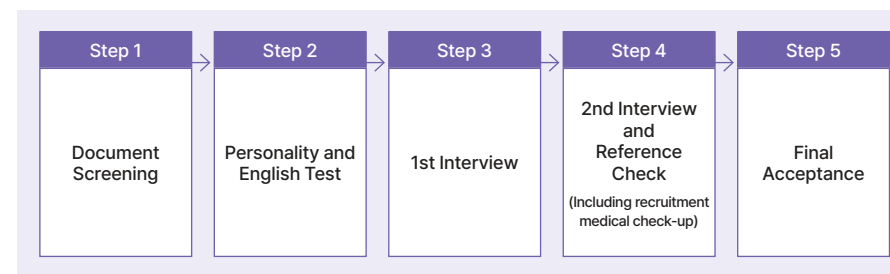 Step 1
Document
Screening
Step 2
Personality and
English Test
Step 3
1st Interview
Step 4
2nd Interview
and
Reference
Check
(Including recruitment
medical check-up)
Step 5
Final
Acceptance